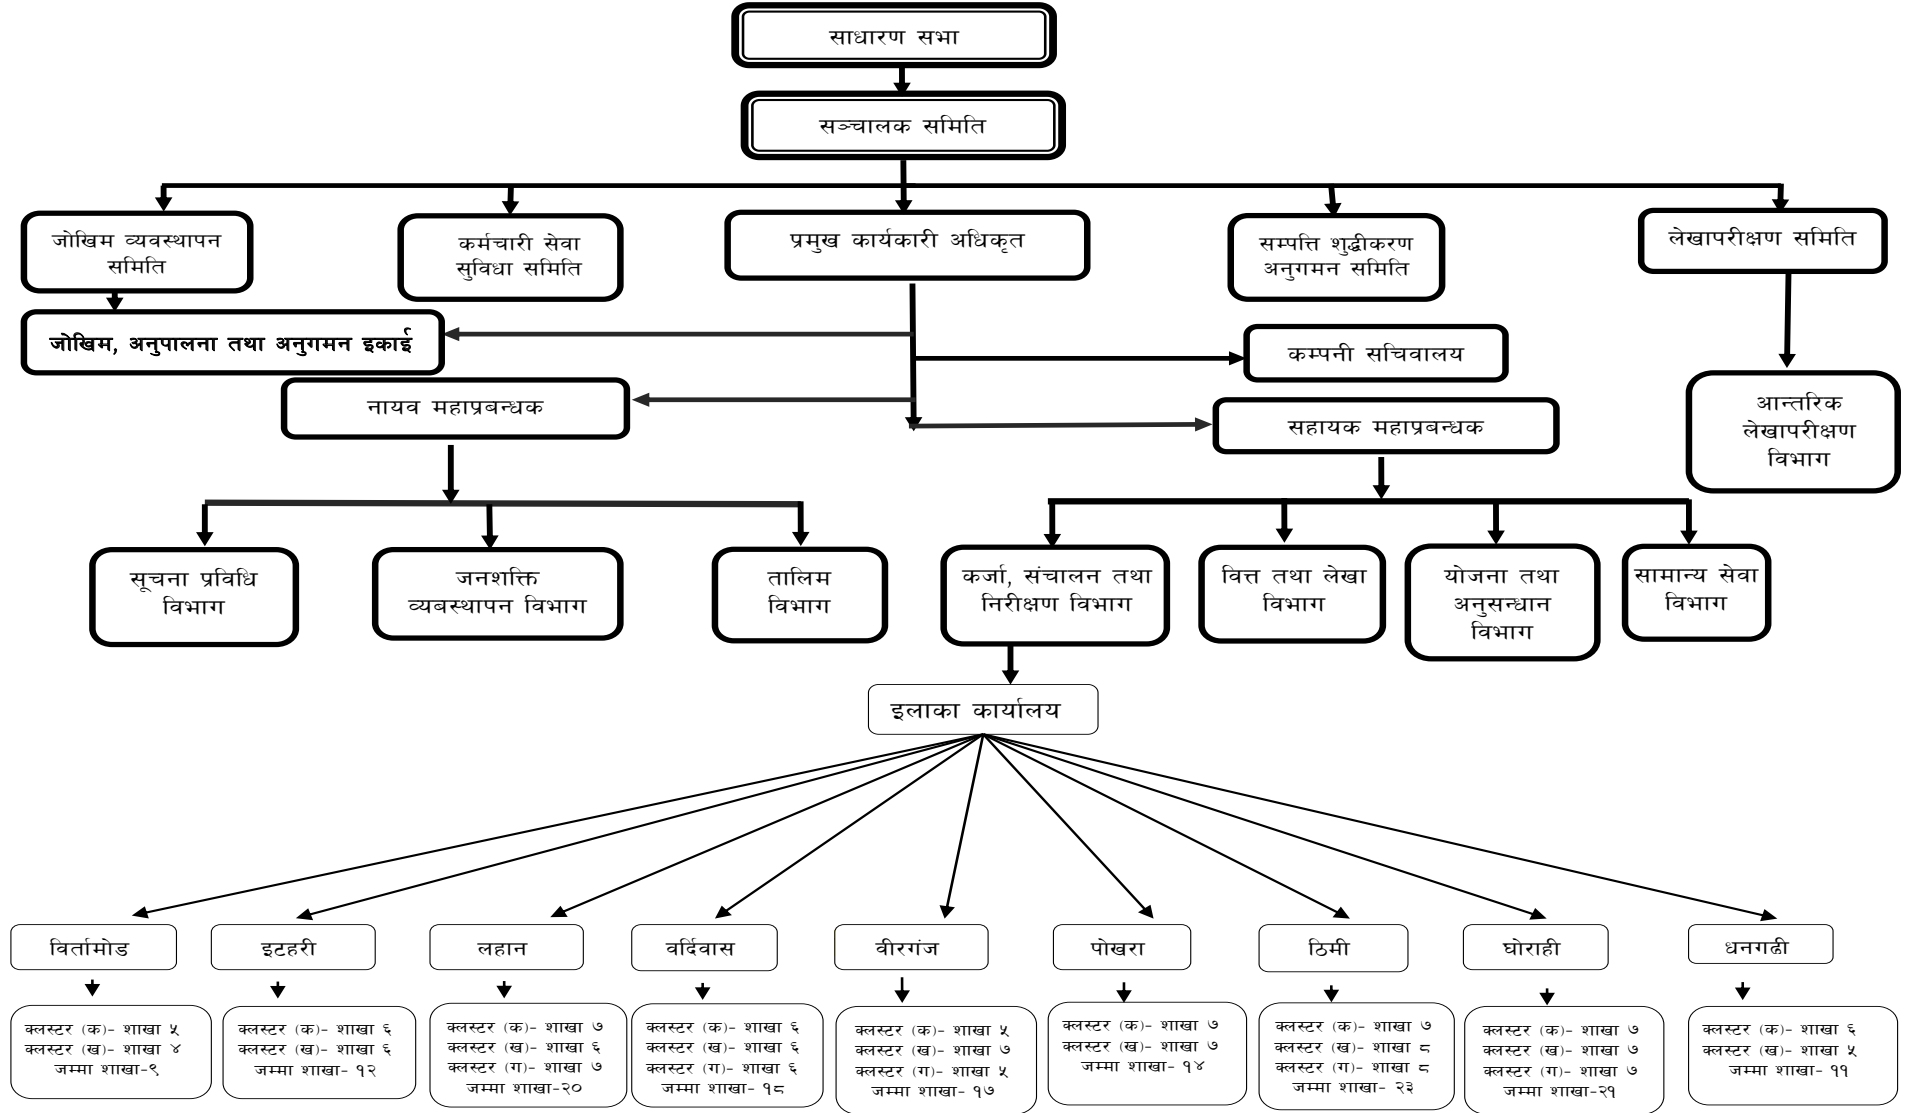 साधारण सभा
सञ्चालक समिति
जोखिम व्यवस्थापन
समिति
कर्मचारी सेवा
सुविधा समिति
प्रमुख कार्यकारी अधिकृत
सम्पत्ति शुद्धीकरण
अनुगमन समिति
लेखापरीक्षण समिति
जोखिम, अनुपालना तथा अनुगमन इकाई
कम्पनी सचिवालय
नायव महाप्रबन्धक
सहायक महाप्रबन्धक
आन्तरिक
लेखापरीक्षण
विभाग
सूचना प्रविधि
विभाग
जनशक्ति
व्यबस्थापन विभाग
तालिम
विभाग
कर्जा, संचालन तथा
निरीक्षण विभाग
वित्त तथा लेखा
विभाग
योजना तथा
अनुसन्धान
विभाग
सामान्य सेवा
विभाग
इलाका कार्यालय
विर्तामोड
इटहरी
लहान
वर्दिवास
वीरगंज
पोखरा
ठिमी
घोराही
धनगढी
क्लस्टर (क)- शाखा ५
क्लस्टर (ख)- शाखा ४
जम्मा शाखा-९
क्लस्टर (क)- शाखा ६
क्लस्टर (ख)- शाखा ६
जम्मा शाखा- १२
क्लस्टर (क)- शाखा ७
क्लस्टर (ख)- शाखा ६
क्लस्टर (ग)- शाखा ७
जम्मा शाखा-२०
क्लस्टर (क)- शाखा ६
क्लस्टर (ख)- शाखा ६
क्लस्टर (ग)- शाखा ६
जम्मा शाखा- १८
क्लस्टर (क)- शाखा ५
क्लस्टर (ख)- शाखा ७
क्लस्टर (ग)- शाखा ५
जम्मा शाखा- १७
क्लस्टर (क)- शाखा ७
क्लस्टर (ख)- शाखा ७
जम्मा शाखा- १४
क्लस्टर (क)- शाखा ७
क्लस्टर (ख)- शाखा ८
क्लस्टर (ग)- शाखा ८
जम्मा शाखा- २३
क्लस्टर (क)- शाखा ७
क्लस्टर (ख)- शाखा ७
क्लस्टर (ग)- शाखा ७
जम्मा शाखा-२१
क्लस्टर (क)- शाखा ६
क्लस्टर (ख)- शाखा ५
जम्मा शाखा- ११